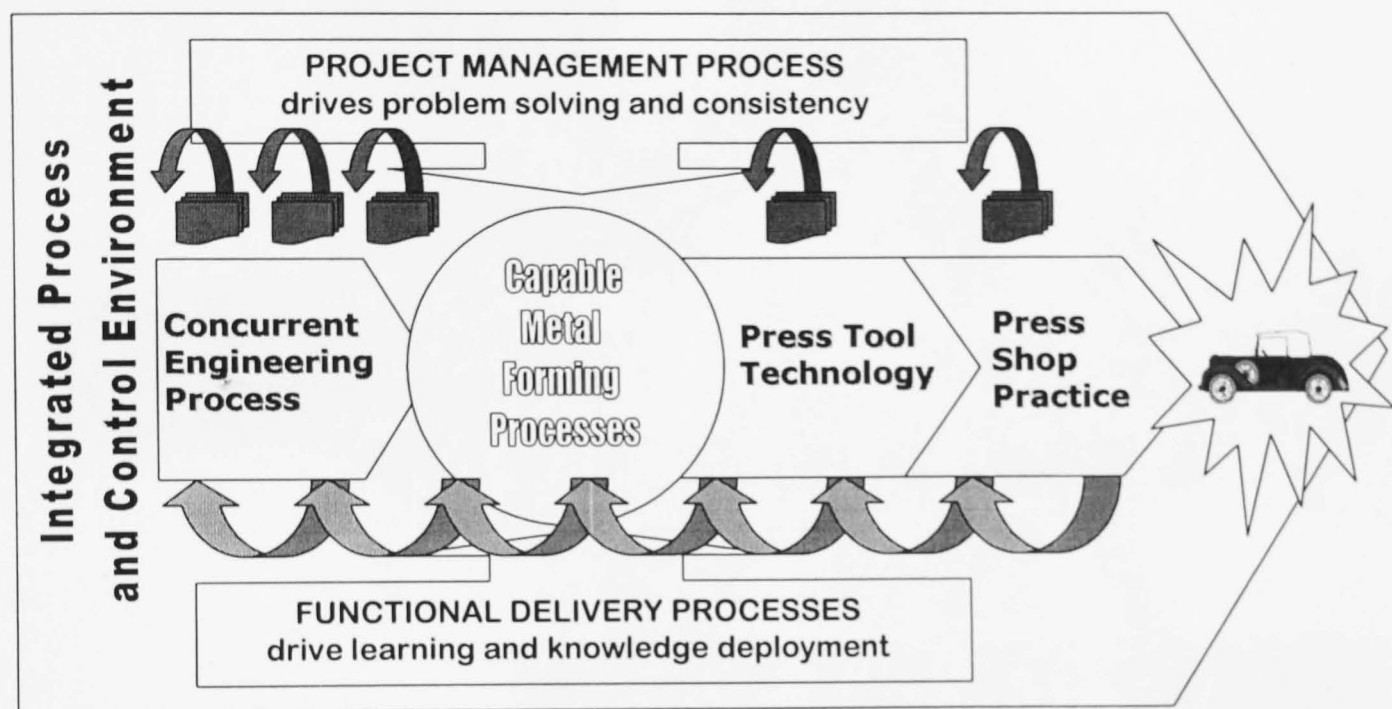 Integrated Process
and Control Environment
PROJECT MANAGEMENT PROCESS
drives problem solving and consistency
Concurrent
Engineering
Process
Capable
Metal
Forming
Processes
Press Tool
Technology
Press
Shop
Practice
FUNCTIONAL DELIVERY PROCESSES
drive learning and knowledge deployment